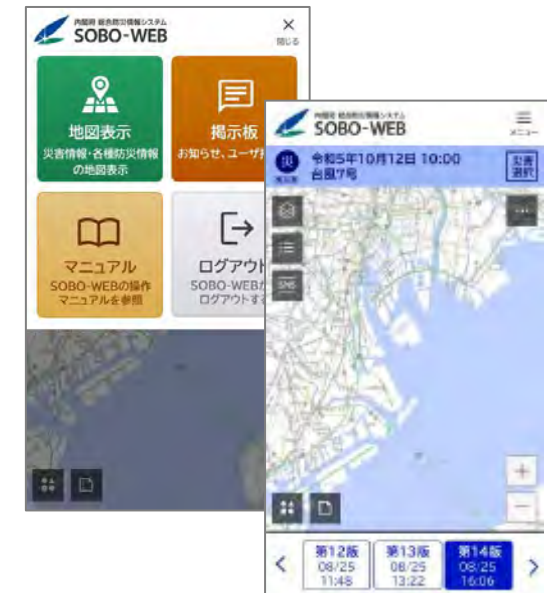 内閣府 総合防災情報システム
SOBO-WEB
閉じる
地図表示
災害情報・各種防災情報
の地図表示
掲示板
お知らせ、ユーザ
マニュアル
SOBO-WEBの操作
マニュアルを参照
ログアウト
SOBO-WEB
ログアウトす
内閣府 総合防災情報システム
SOBO-WEB
メニュー
災
令和5年10月12日 10:00
台風7号
災害
選択
SNS
第12版
08/25
11:48
第13版
08/25
13:22
第14版
08/25
16:06